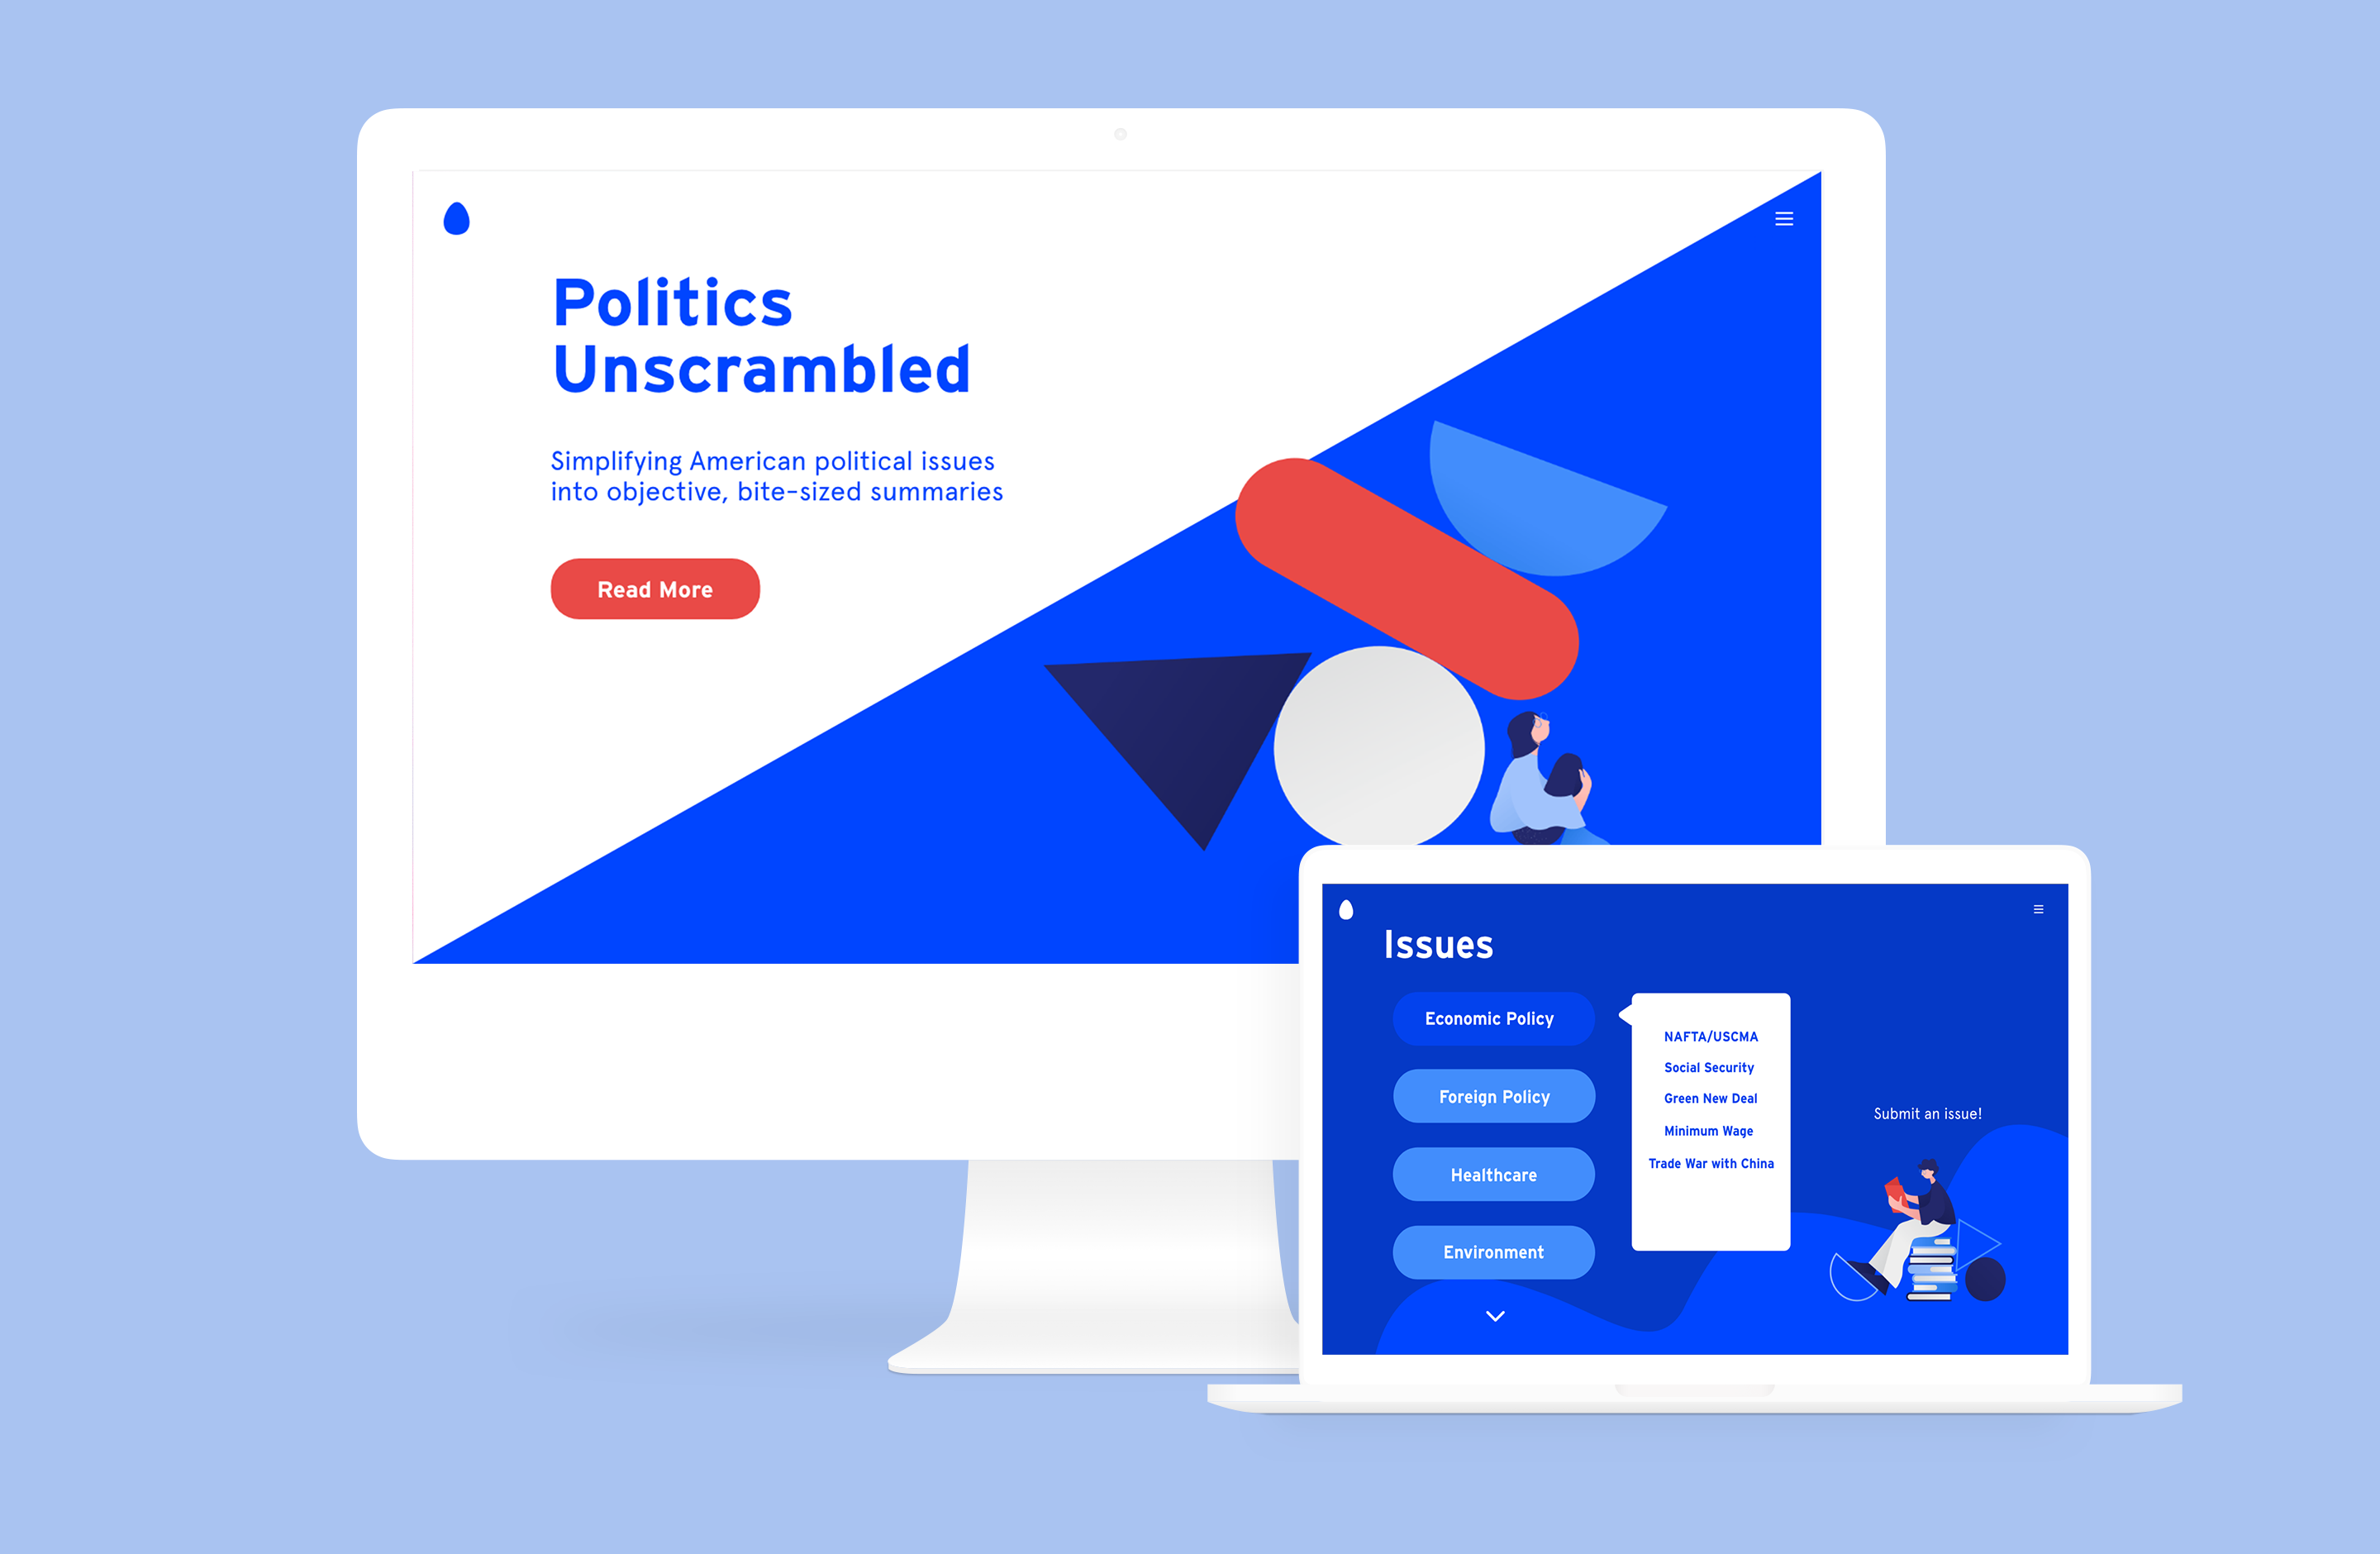 Politics
Unscrambled
Simplifying American political issues
into objective, bite-sized summaries
Read More
Issues
Economic Policy
Foreign Policy
Healthcare
Environment
NAFTA/USCMA
Social Security
Green New Deal
Minimum Wage
Trade War with China
Submit an issue!